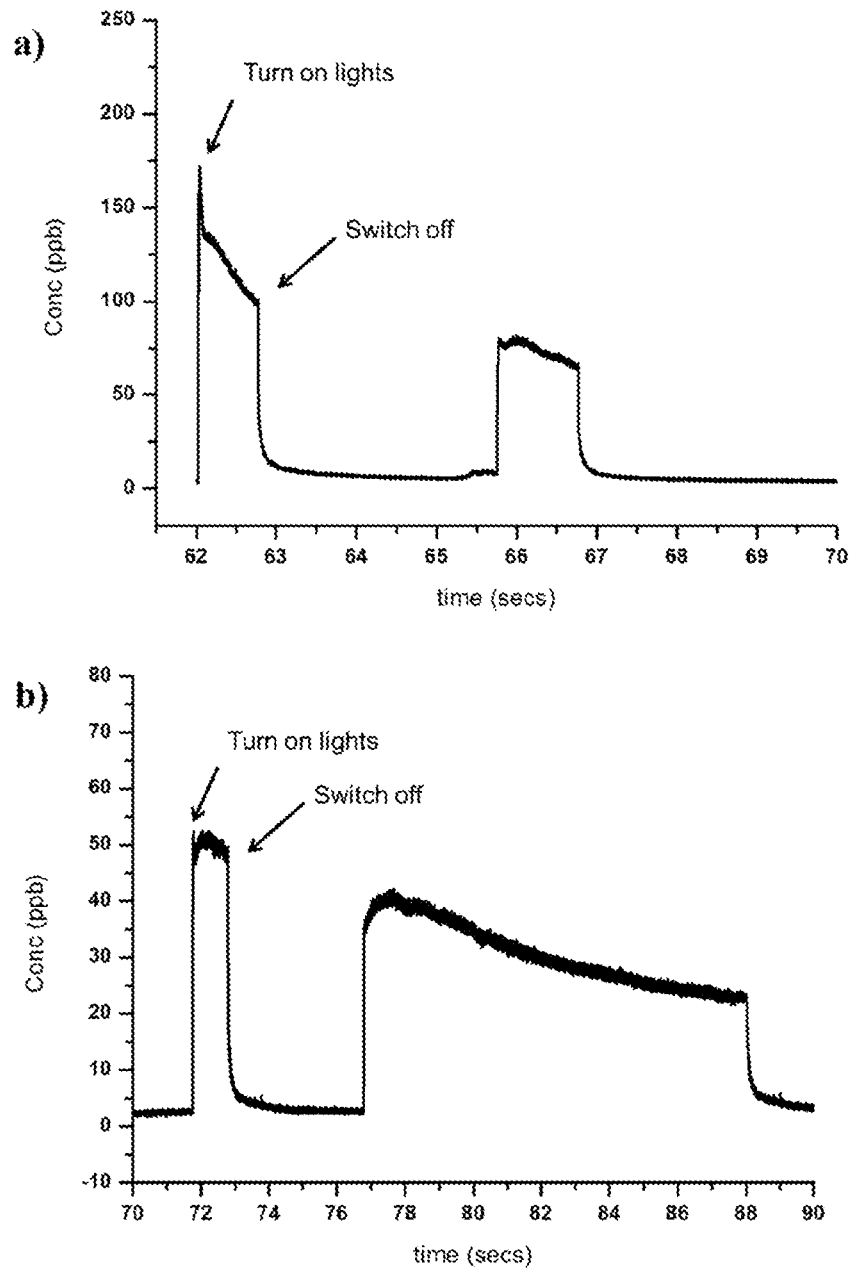 a)
250
200
150
100
50
0
Conc (ppb)
Turn on lights
Switch off
62 63 64 65 66 67 68 69 70
time (secs)
b)
80
70
60
50
40
30
20
10
0
-10
Conc (ppb)
Turn on lights
Switch off
70 72 74 76 78 80 82 84 86 88 90
time (secs)